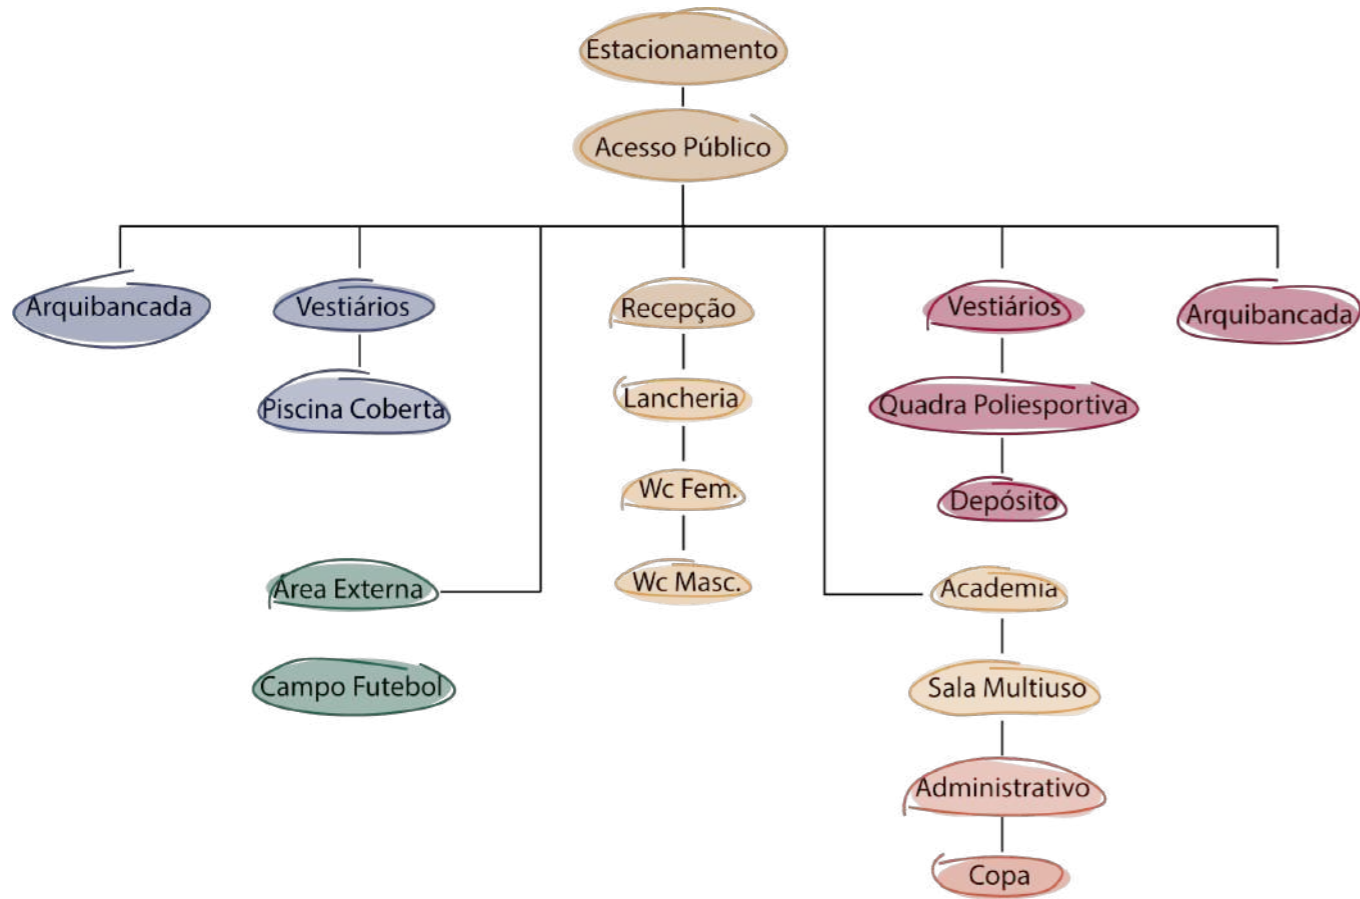 Estacionamento
Acesso Público
Arquibancada
Vestiários
Recepção
Vestiários
Arquibancada
Piscina Coberta
Lancheria
Quadra Poliesportiva
Wc Fem.
Depósito
Área Externa
Wc Masc.
Academia
Campo Futebol
Sala Multiuso
Administrativo
Copa